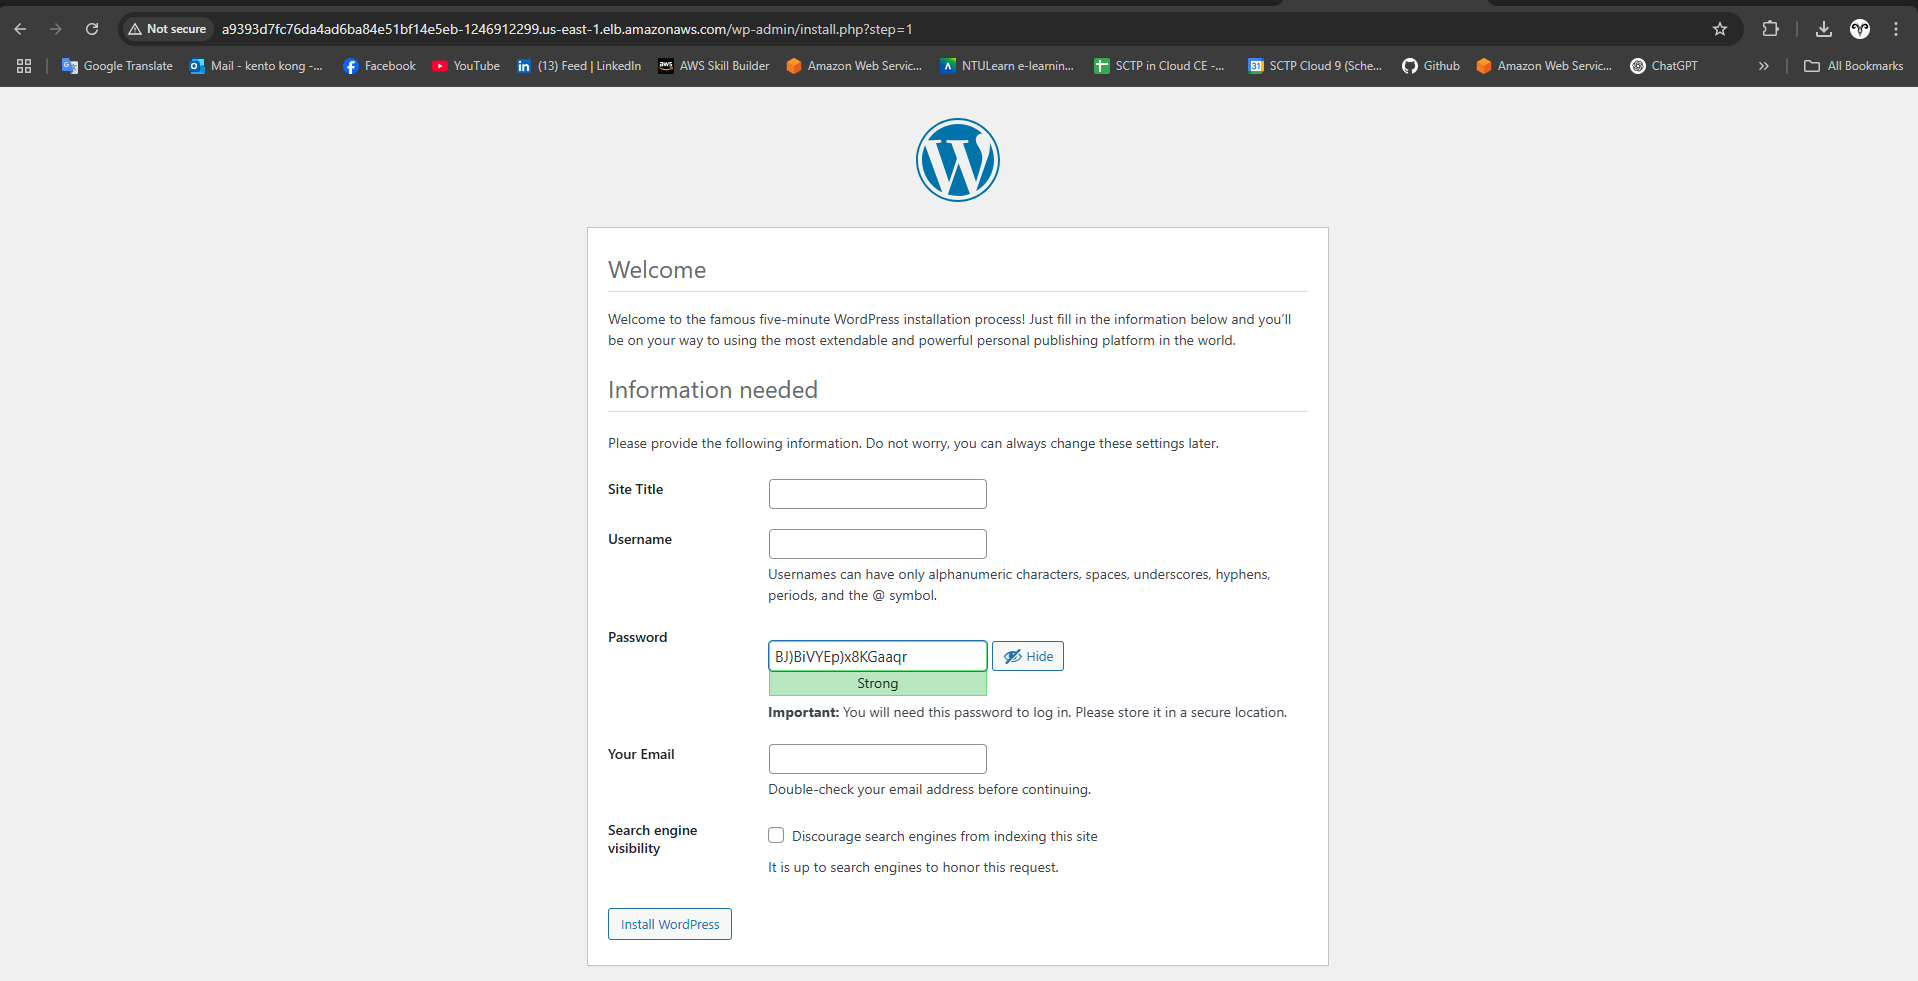 Not secure a9393d7fc76da4ad6ba84e51bf14e5eb-1246912299.us-east-1.elb.amazonaws.com/wp-admin/install.php?step=1
Google Translate Mail - kento kong -... Facebook YouTube (13) Feed | LinkedIn AWS Skill Builder Amazon Web Servic... NTULearn e-learnin... SCTP in Cloud CE -... SCTP Cloud 9 (Sche... Github Amazon Web Servic... ChatGPT » All Bookmarks
Welcome
Welcome to the famous five-minute WordPress installation process! Just fill in the information below and you’ll
be on your way to using the most extendable and powerful personal publishing platform in the world.
Information needed
Please provide the following information. Do not worry, you can always change these settings later.
Site Title
Username
Usernames can have only alphanumeric characters, spaces, underscores, hyphens,
periods, and the @ symbol.
Password
BJ)BiVYEp)x8KGaaqr Hide
Strong
Important: You will need this password to log in. Please store it in a secure location.
Your Email
Double-check your email address before continuing.
Search engine
visibility
Discourage search engines from indexing this site
It is up to search engines to honor this request.
Install WordPress